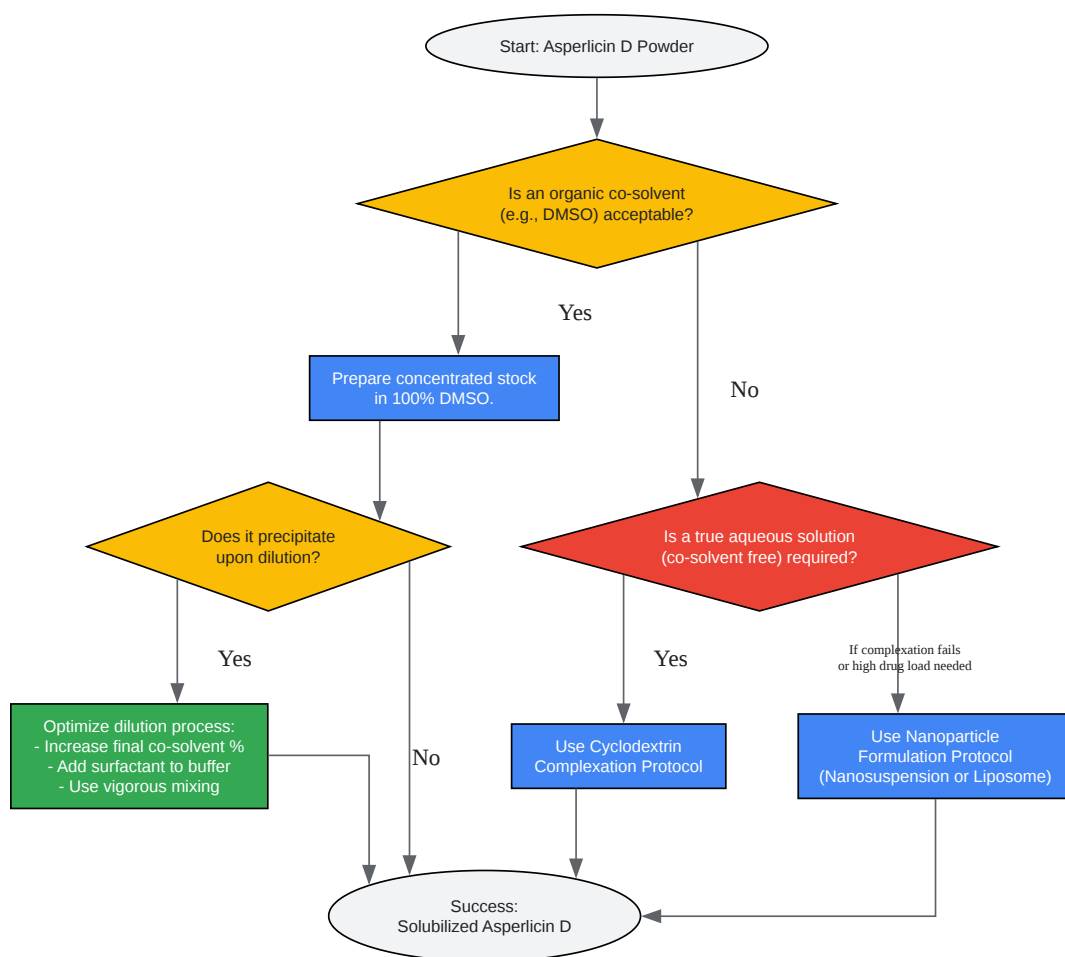 Start: Asperlicin D Powder
Is an organic co-solvent
(e.g., DMSO) acceptable?
Yes
Prepare concentrated stock
in 100% DMSO.
No
Does it precipitate
upon dilution?
Is a true aqueous solution
(co-solvent free) required?
Yes
Yes
If complexation fails
or high drug load needed
Optimize dilution process:
- Increase final co-solvent %
- Add surfactant to buffer
- Use vigorous mixing
No
Use Cyclodextrin
Complexation Protocol
Use Nanoparticle
Formulation Protocol
(Nanosuspension or Liposome)
Success:
Solubilized Asperlicin D